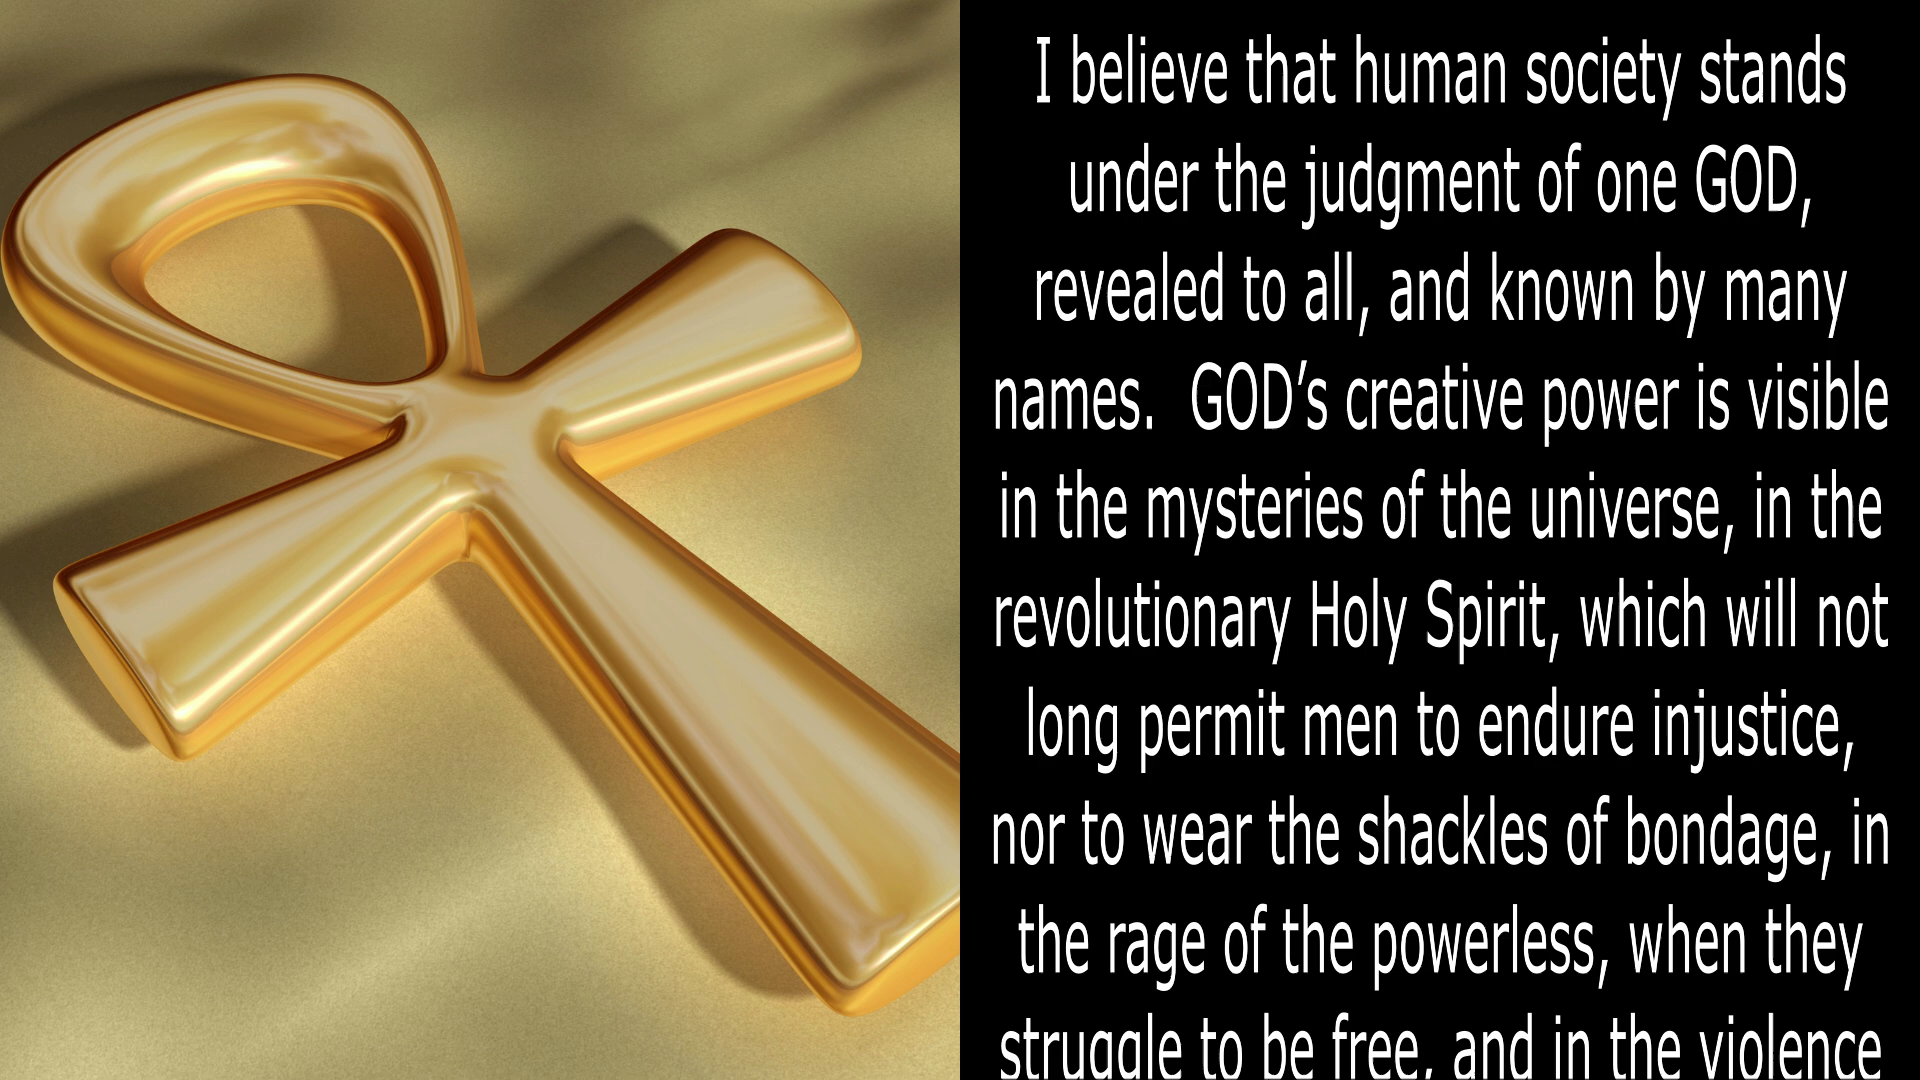 I believe that human society stands
under the judgment of one GOD,
revealed to all, and known by many
names.  GOD’s creative power is visible
in the mysteries of the universe, in the
revolutionary Holy Spirit, which will not
long permit men to endure injustice,
nor to wear the shackles of bondage, in
the rage of the powerless, when they
struggle to be free, and in the violence